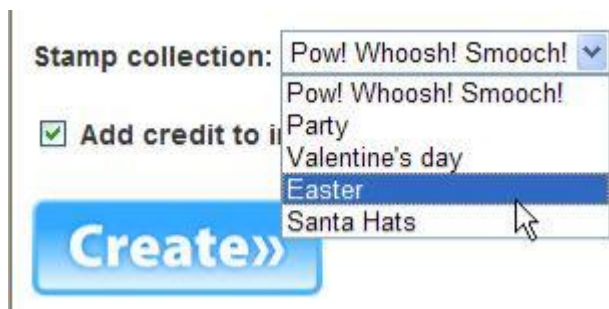 Stamp collection: Pow! Whoosh! Smooch!
Pow! Whoosh! Smooch!
Party
Add credit to
Valentine's day
Easter
Santa Hats
Create»